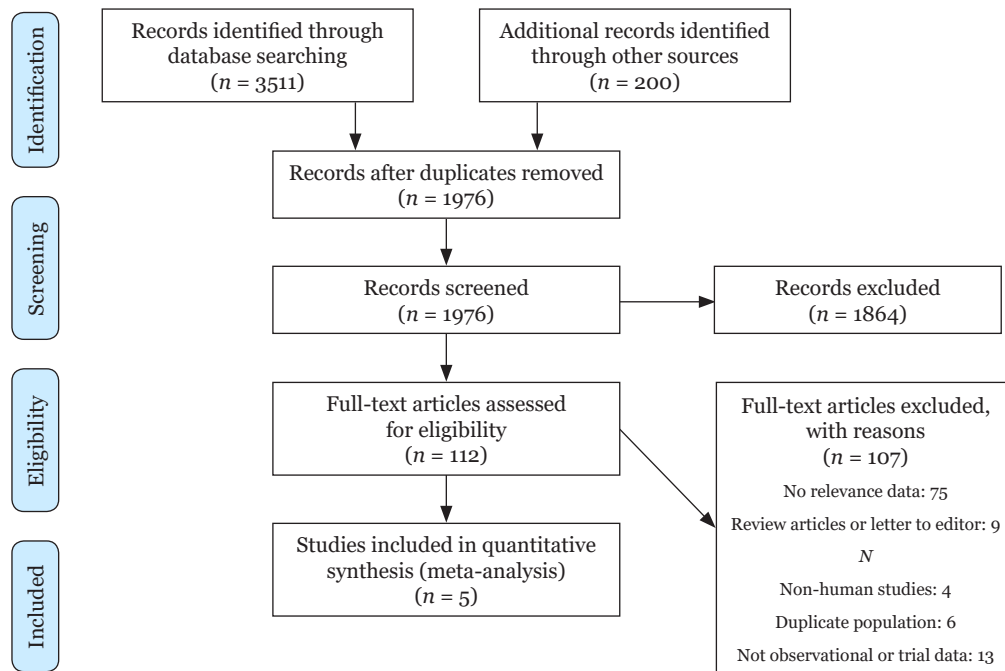 Identification
Records identified through
database searching
(n = 3511)
Additional records identified
through other sources
(n = 200)
Records after duplicates removed
(n = 1976)
Screening
Records screened
(n = 1976)
Records excluded
(n = 1864)
Eligibility
Full-text articles assessed
for eligibility
(n = 112)
Full-text articles excluded,
with reasons
(n = 107)
No relevance data: 75
Review articles or letter to editor: 9
N
Non-human studies: 4
Duplicate population: 6
Not observational or trial data: 13
Included
Studies included in quantitative
synthesis (meta-analysis)
(n = 5)